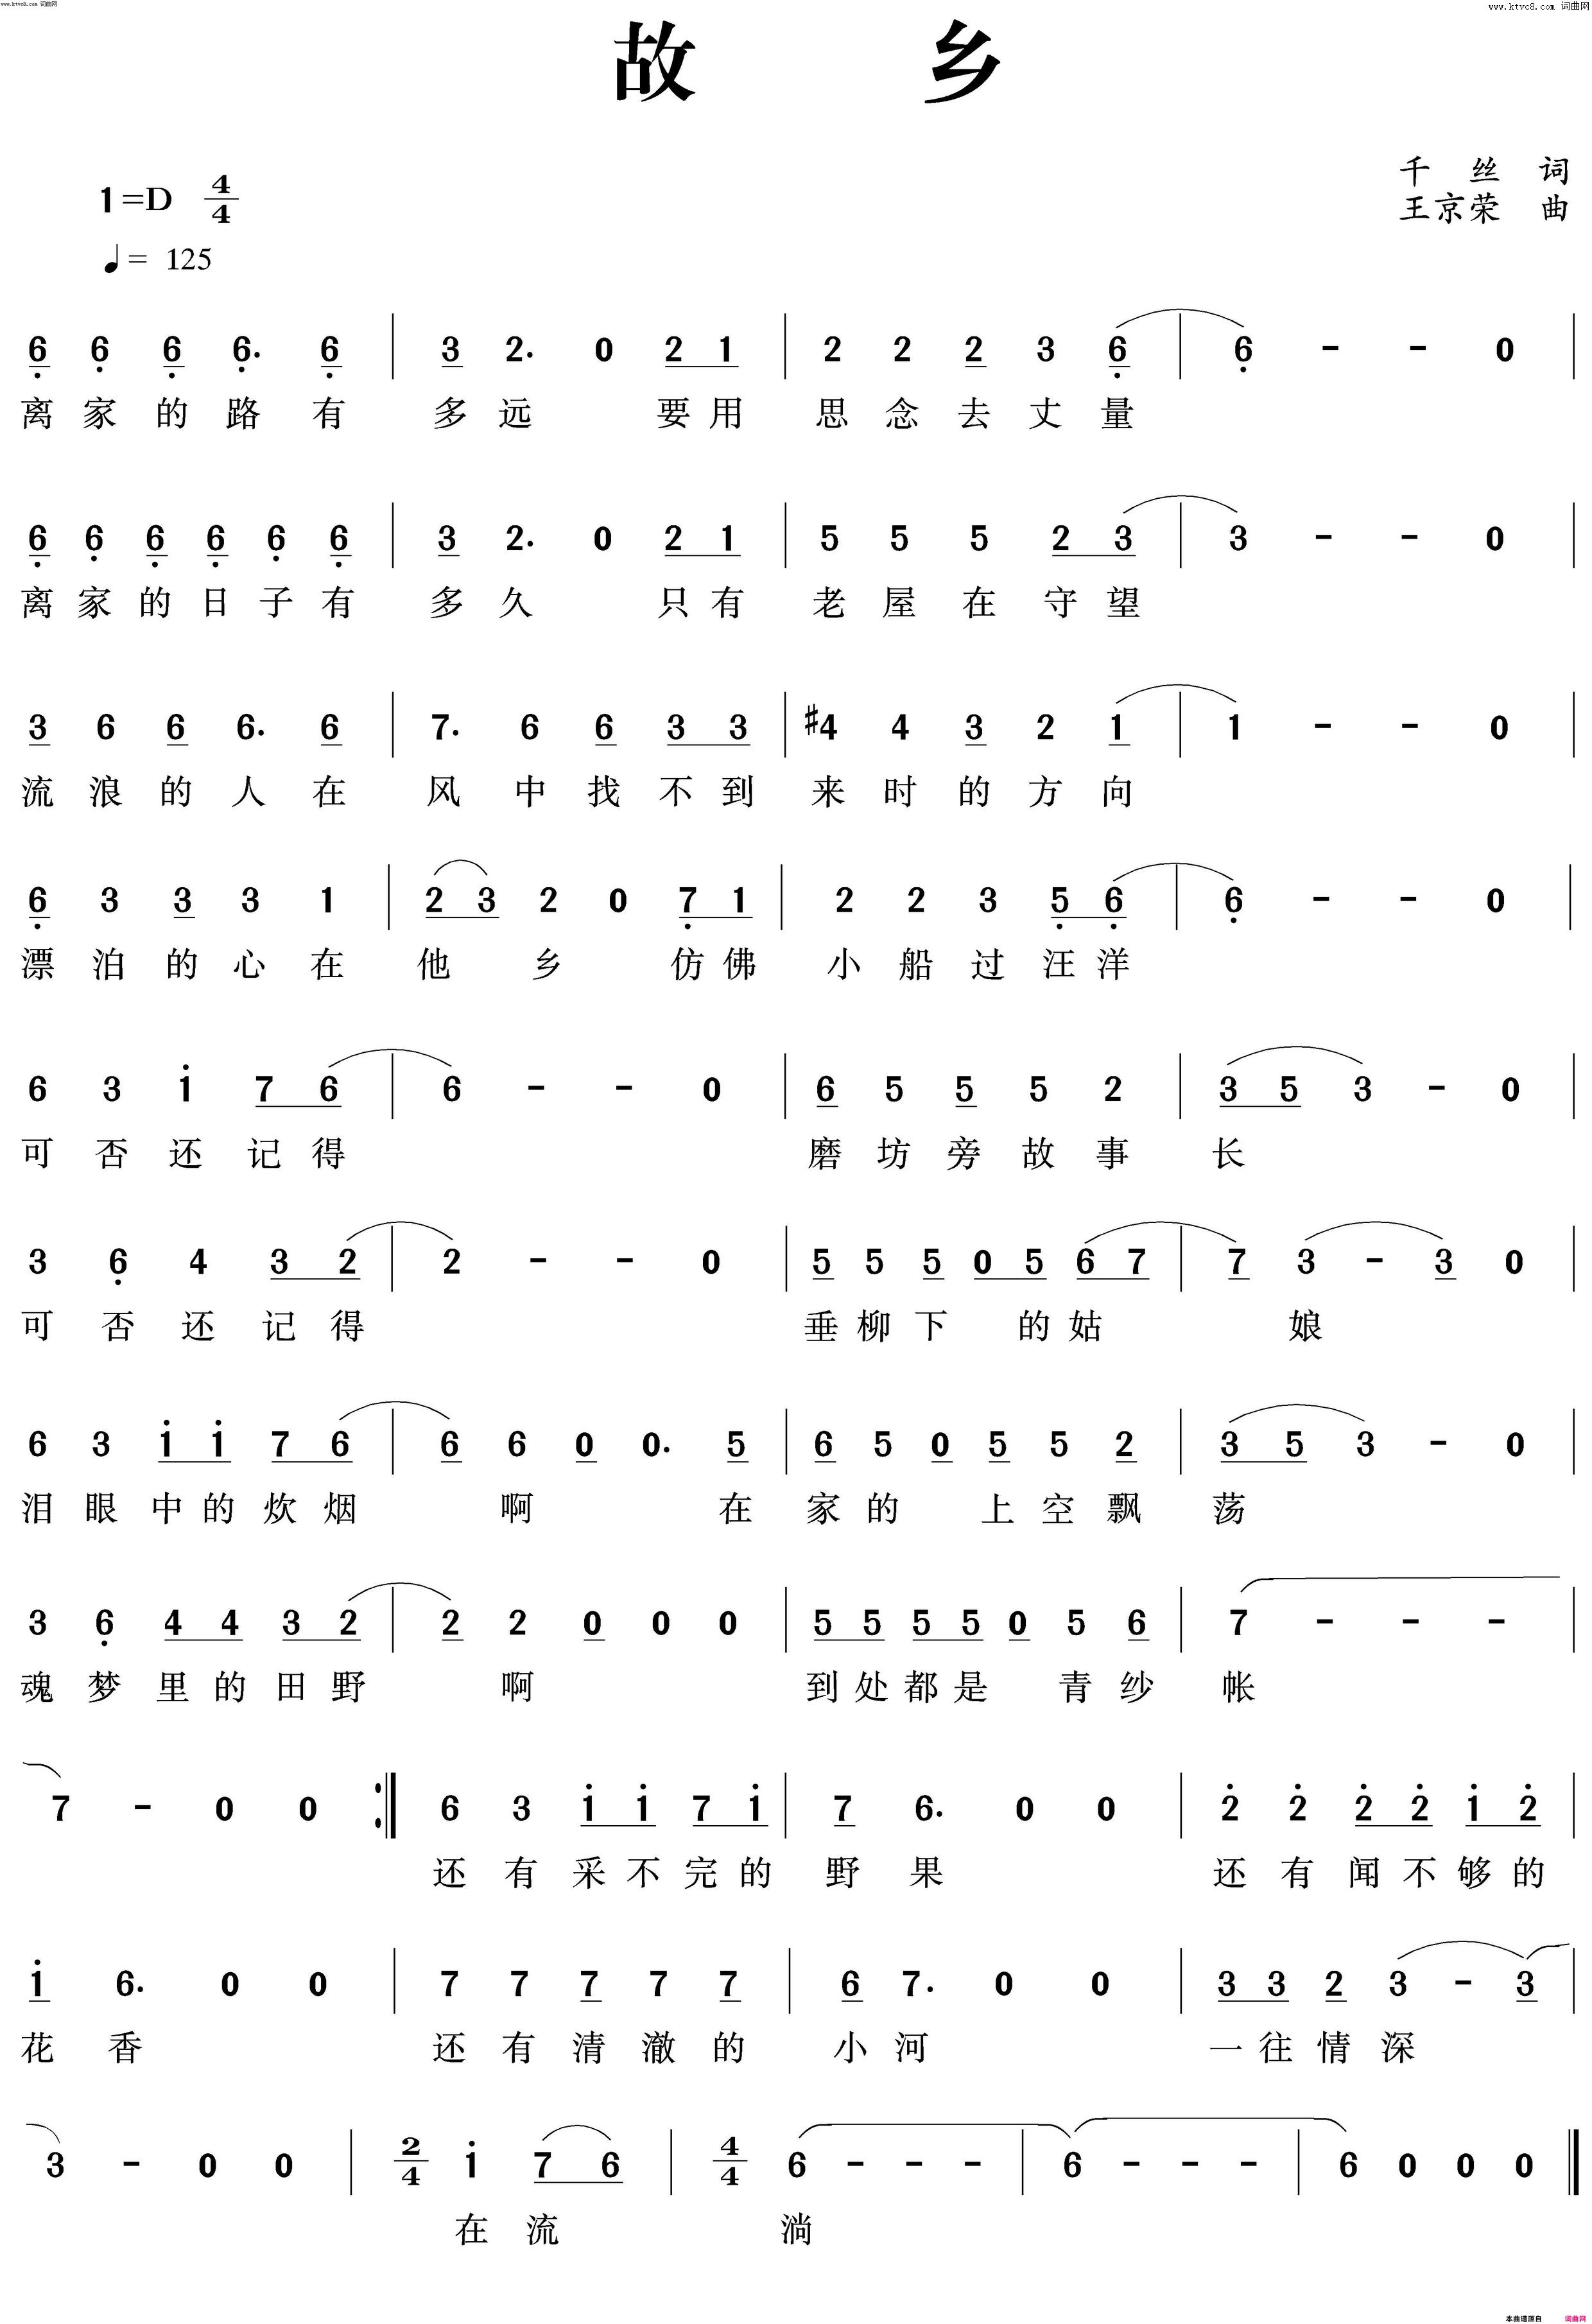 www.ktvc8.com 词曲网
www.ktvc8.com 词曲网
故 乡
千 丝 词
1=D 4/4
王京荣 曲
♩= 125
6 6 6 6. 6 | 3 2. 0 2 1 | 2 2 2 3 6 | 6 - - 0 |
离 家 的 路 有 多 远 要 用 思 念 去 丈 量
6 6 6 6 6 6 | 3 2. 0 2 1 | 5 5 5 2 3 | 3 - - 0 |
离 家 的 日 子 有 多 久 只 有 老 屋 在 守 望
3 6 6 6. 6 | 7. 6 6 3 3 | #4 4 3 2 1 | 1 - - 0 |
流 浪 的 人 在 风 中 找 不 到 来 时 的 方 向
6 3 3 3 1 | 2 3 2 0 7 1 | 2 2 3 5 6 | 6 - - 0 |
漂 泊 的 心 在 他 乡 仿 佛 小 船 过 汪 洋
6 3 i 7 6 | 6 - - 0 | 6 5 5 5 2 | 3 5 3 - 0 |
可 否 还 记 得 磨 坊 旁 故 事 长
3 6 4 3 2 | 2 - - 0 | 5 5 5 0 5 6 7 | 7 3 - 3 0 |
可 否 还 记 得 垂 柳 下 的 姑 娘
6 3 i i 7 6 | 6 6 0 0. 5 | 6 5 0 5 5 2 | 3 5 3 - 0 |
泪 眼 中 的 炊 烟 啊 在 家 的 上 空 飘 荡
3 6 4 4 3 2 | 2 2 0 0 0 | 5 5 5 5 0 5 6 | 7 - - -
魂 梦 里 的 田 野 啊 到 处 都 是 青 纱 帐
7 - 0 0 :| 6 3 i i 7 i | 7 6. 0 0 | 2 2 2 2 i 2 |
还 有 采 不 完 的 野 果 还 有 闻 不 够 的
i 6. 0 0 | 7 7 7 7 7 | 6 7. 0 0 | 3 3 2 3 - 3 |
花 香 还 有 清 澈 的 小 河 一 往 情 深
3 - 0 0 | 2/4 i 7 6 | 4/4 6 - - - | 6 - - - | 6 0 0 0 ‖
在 流 淌
本曲谱源自 词曲网